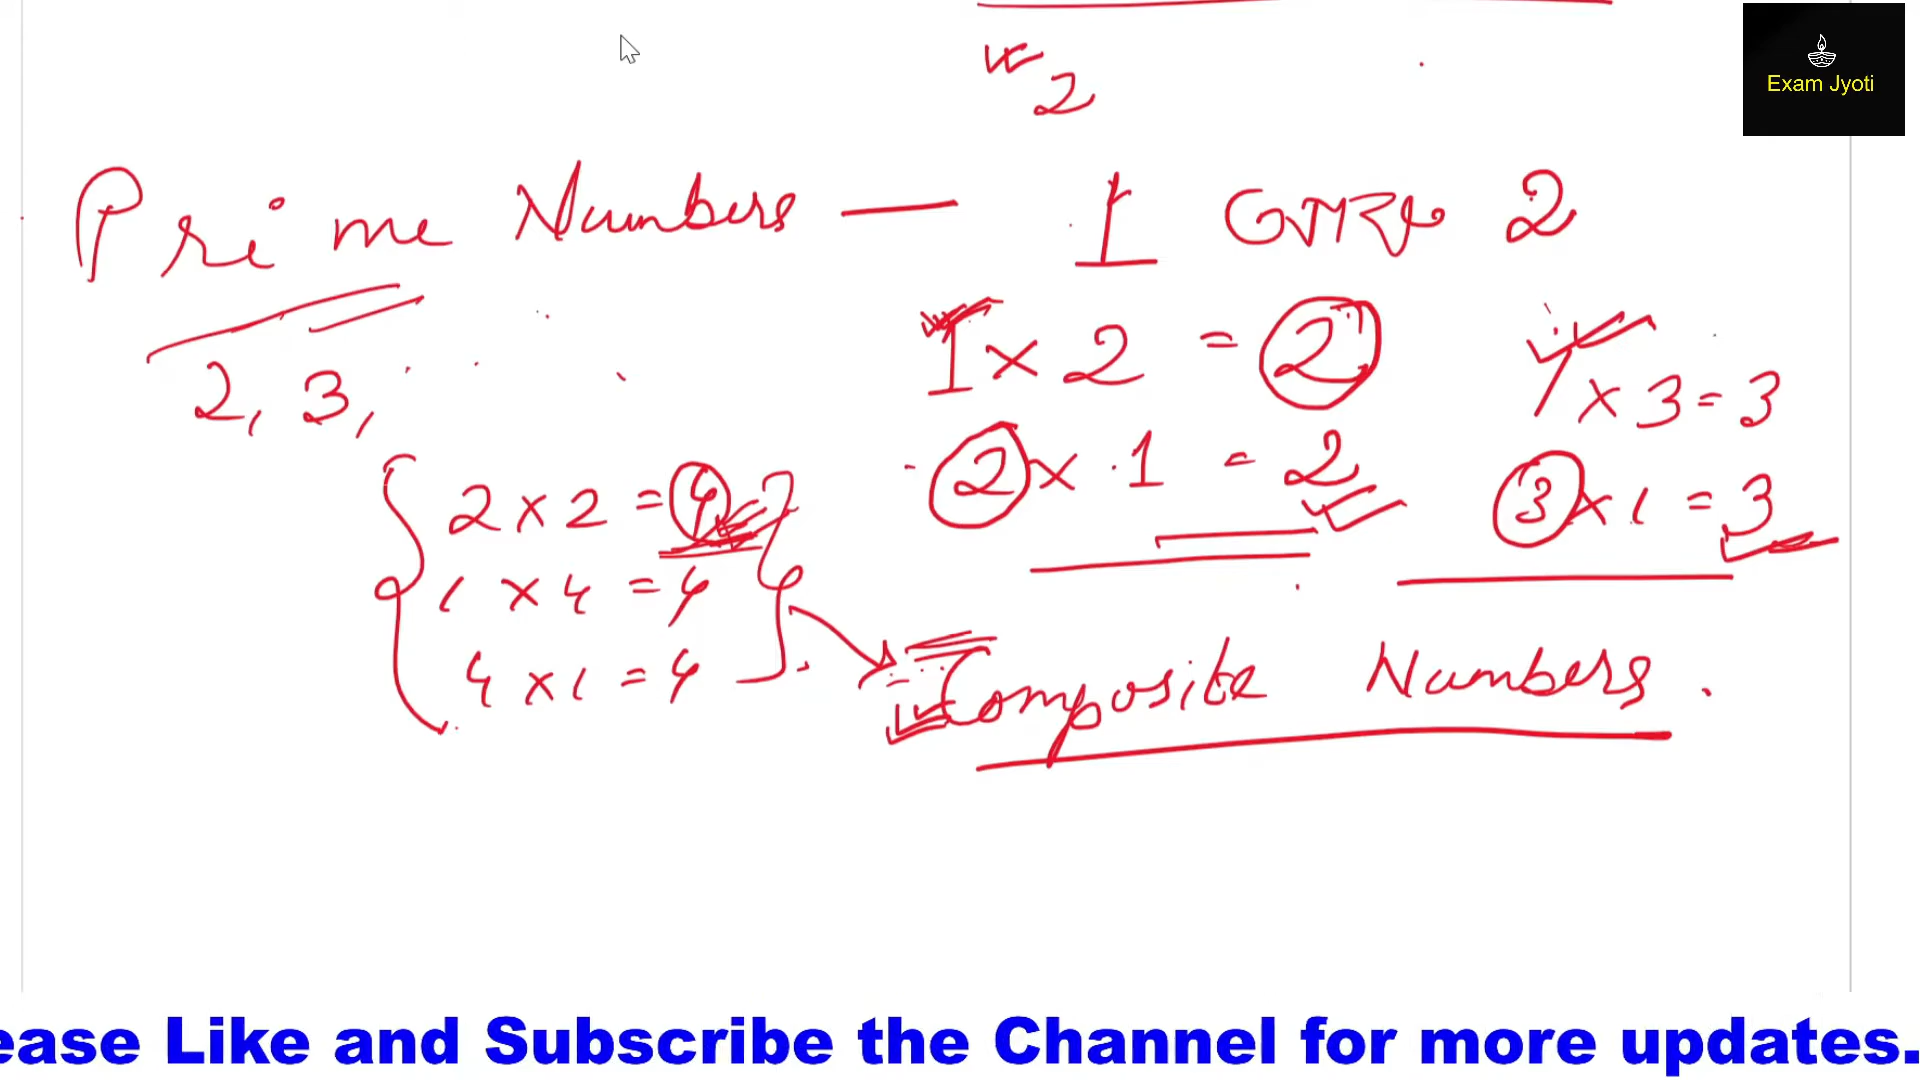 2
Exam Jyoti
Prime Numbers — 1 2
1 x 2 = 2
1 x 3 = 3
2, 3,
2 x 1 = 2
3 x 1 = 3
2 x 2 = 4
1 x 4 = 4
4 x 1 = 4
Composite Numbers.
ease Like and Subscribe the Channel for more updates.